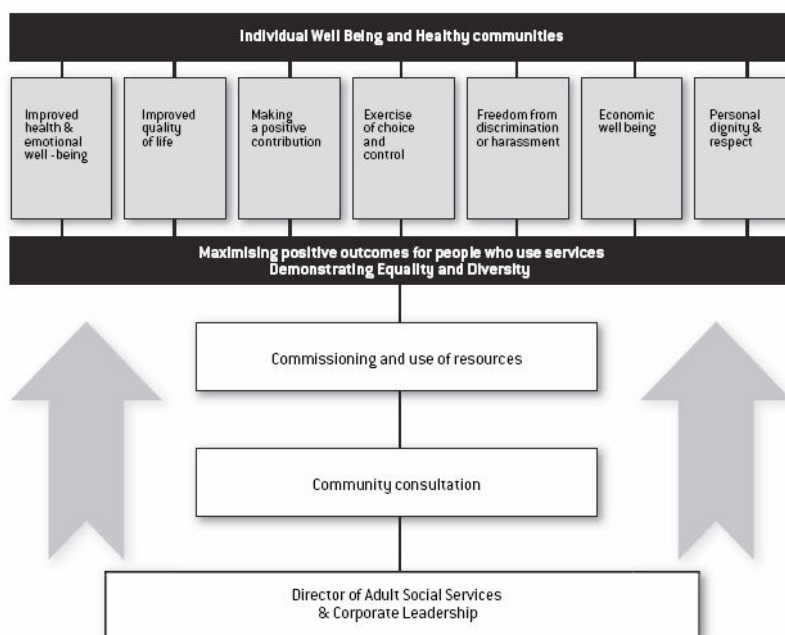 Individual Well Being and Healthy communities
Improved
health &
emotional
well - being
Improved
quality
of life
Making
a positive
contribution
Exercise
of choice
and
control
Freedom from
discrimination
or harassment
Economic
well being
Personal
dignity &
respect
Maximising positive outcomes for people who use services
Demonstrating Equality and Diversity
Commissioning and use of resources
Community consultation
Director of Adult Social Services
& Corporate Leadership